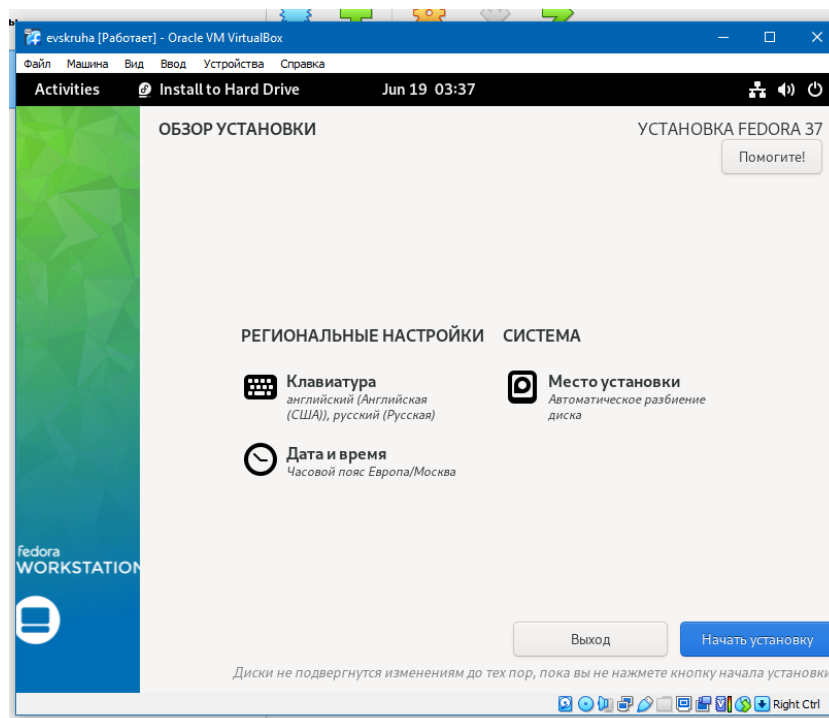 evskruha [Работает] - Oracle VM VirtualBox
Файл Машина Вид Ввод Устройства Справка
Activities Install to Hard Drive Jun 19 03:37
ОБЗОР УСТАНОВКИ УСТАНОВКА FEDORA 37
Помогите!
РЕГИОНАЛЬНЫЕ НАСТРОЙКИ СИСТЕМА
Клавиатура
английский (Английская
(США)), русский (Русская)
Место установки
Автоматическое разбиение
диска
Дата и время
Часовой пояс Европа/Москва
fedora
WORKSTATION
Выход Начать установку
Диски не подвергнутся изменениям до тех пор, пока вы не нажмете кнопку начала установки
Right Ctrl